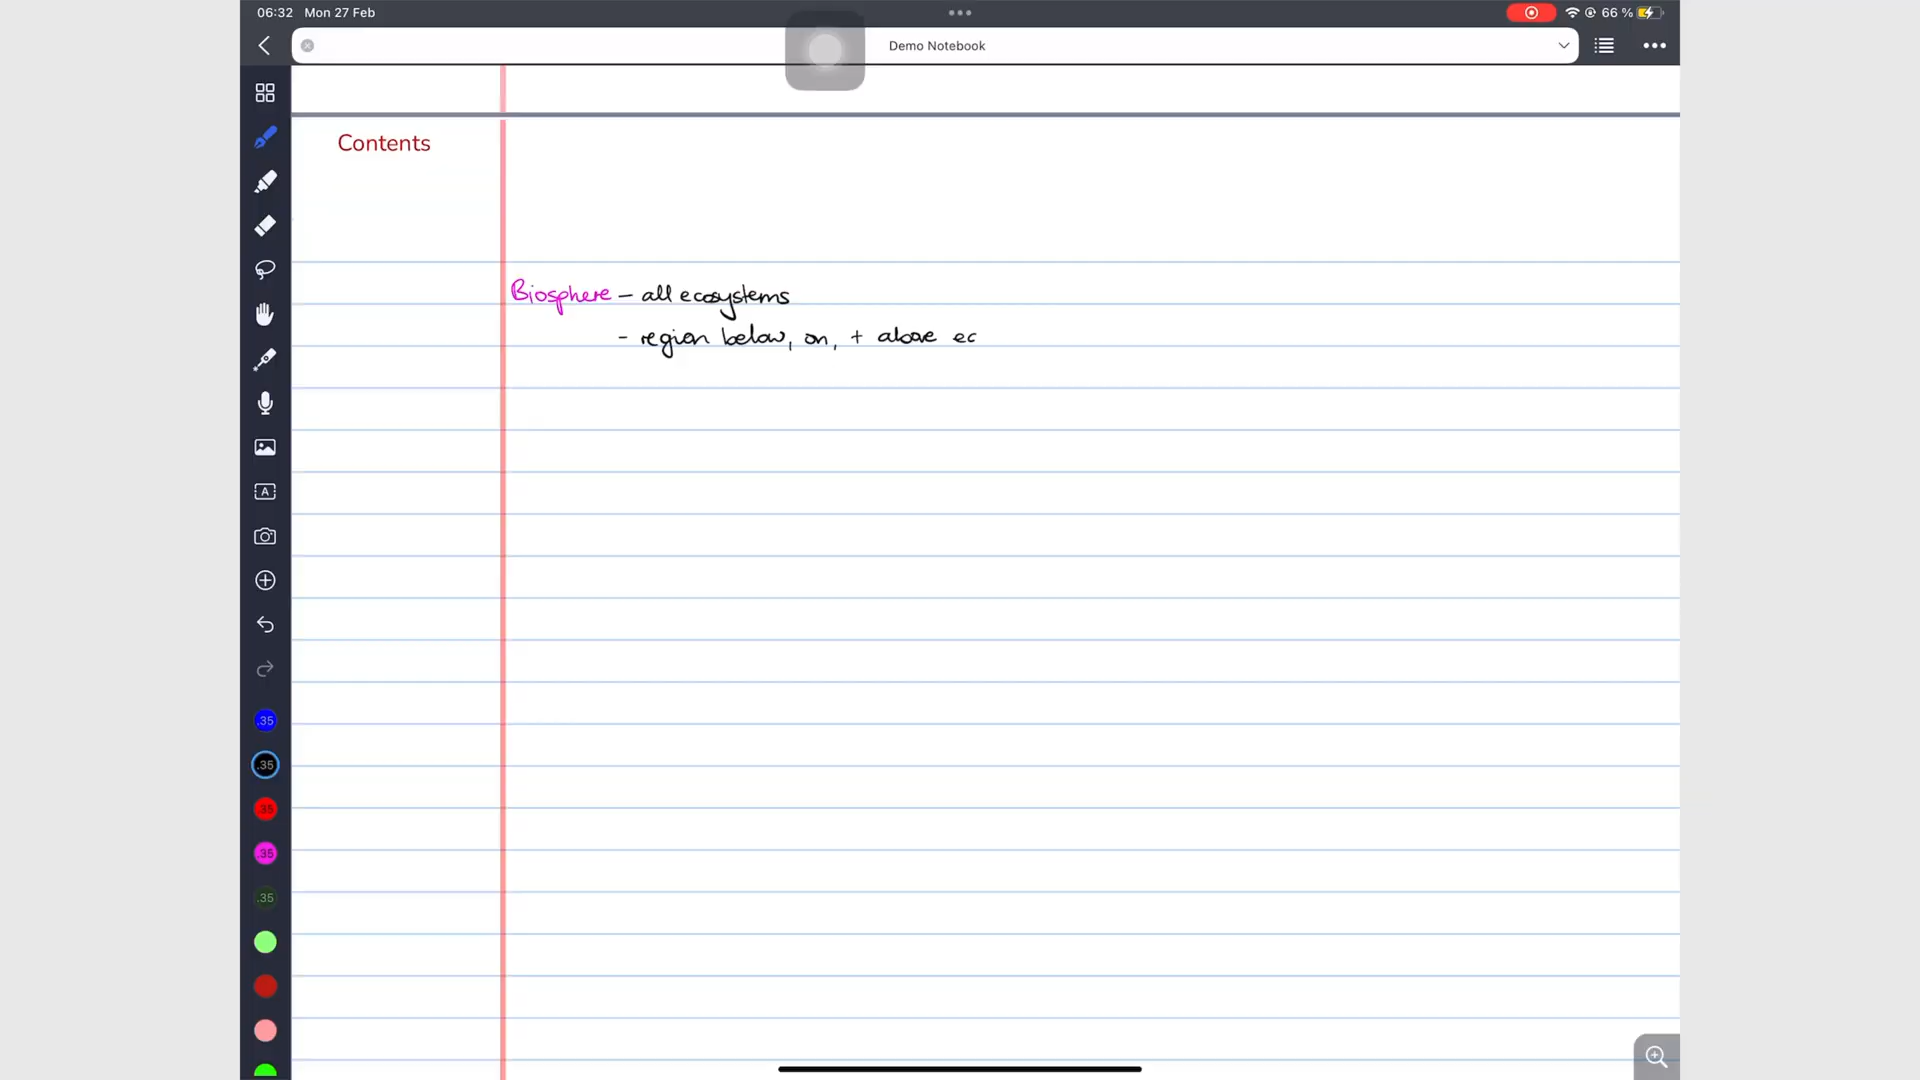 06:32 Mon 27 Feb
66 %
Demo Notebook
Contents
Biosphere – all ecosystems
- region below, on, + above ec
A
.35
.35
.35
.35
.35